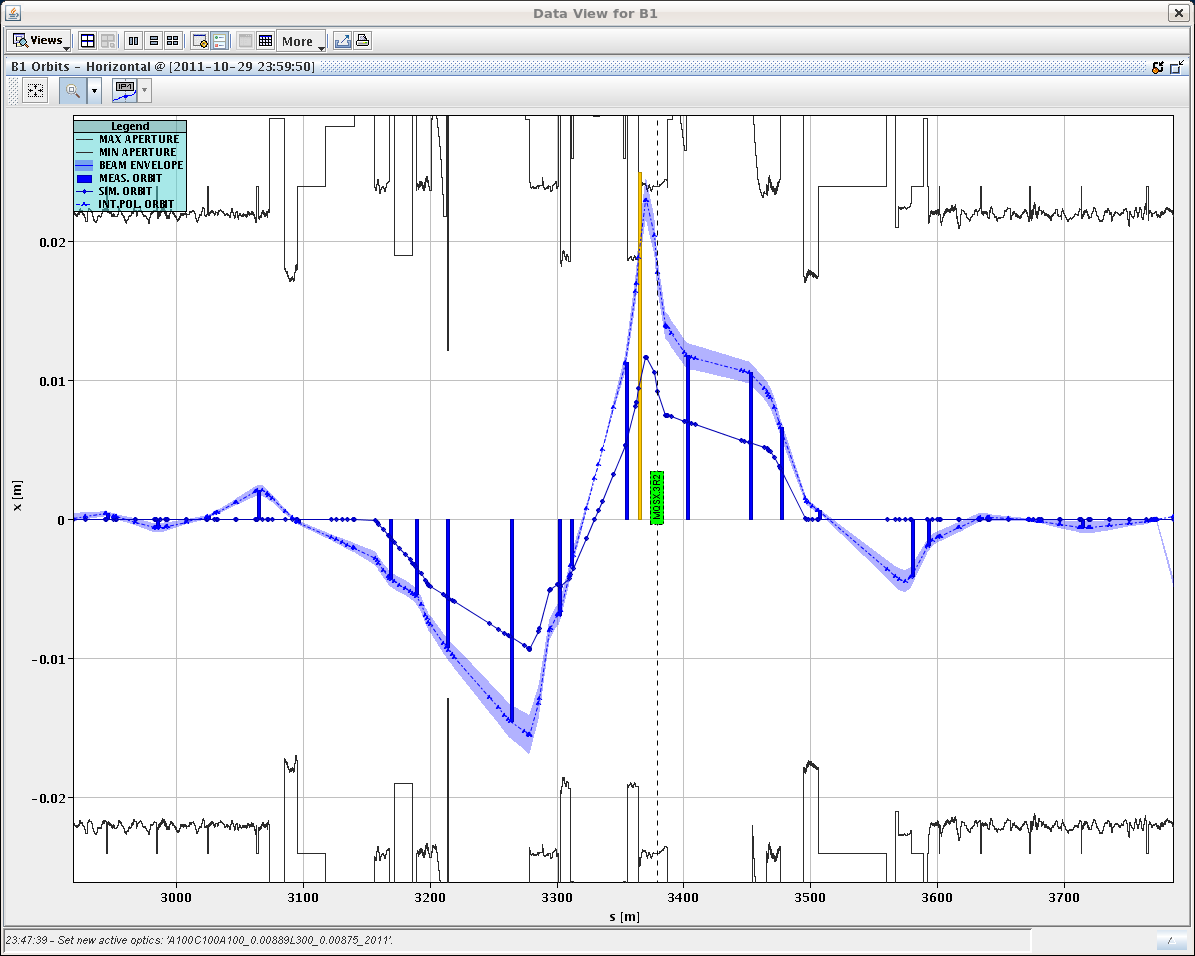 Data View for B1
Views
More
B1 Orbits - Horizontal @ [2011-10-29 23:59:50]
Legend
MAX APERTURE
MIN APERTURE
BEAM ENVELOPE
MEAS. ORBIT
SIM. ORBIT
INT.POL. ORBIT
0.02
0.01
0
-0.01
-0.02
x [m]
MQSX.3R2
3000 3100 3200 3300 3400 3500 3600 3700
s [m]
23:47:39 - Set new active optics: 'A100C100A100_0.00889L300_0.00875_2011'.